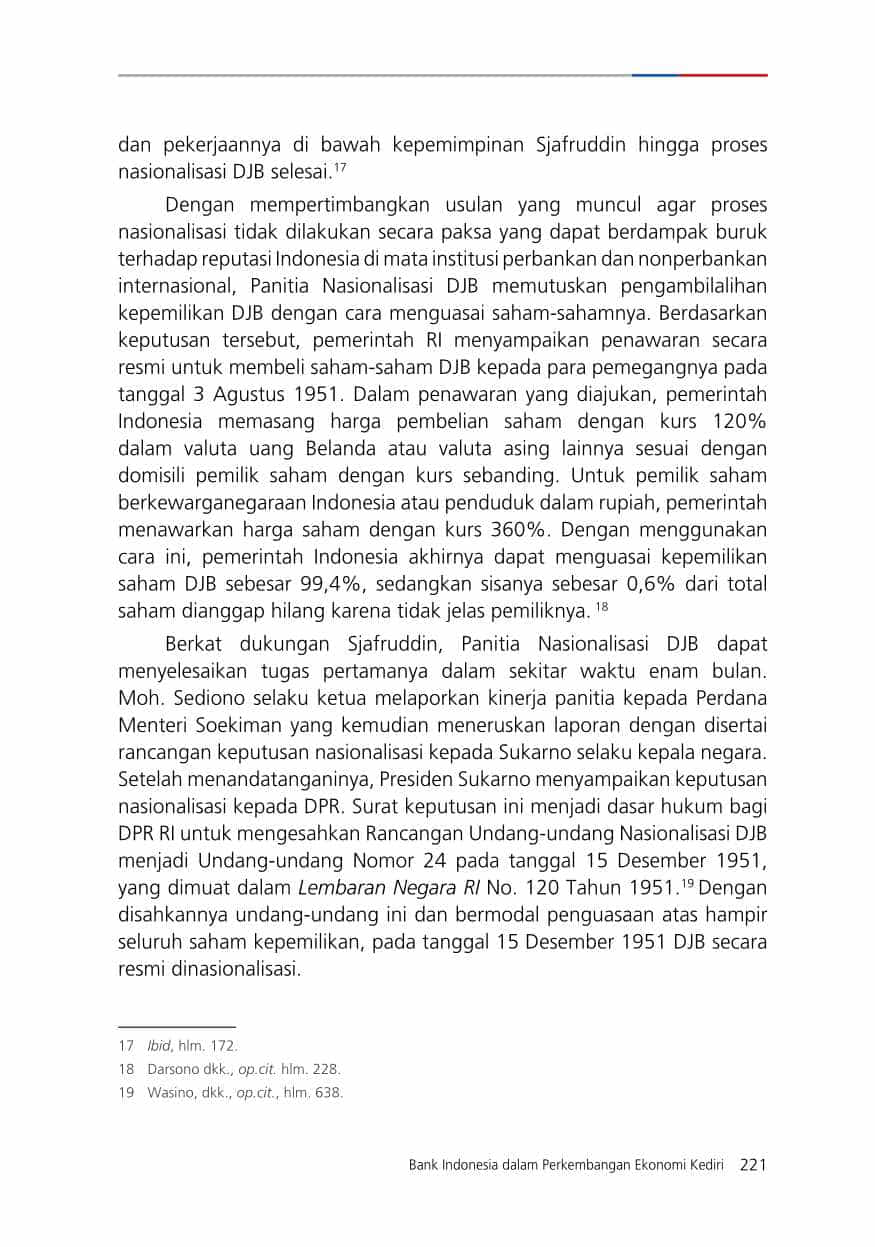 dan pekerjaannya di bawah kepemimpinan Sjafruddin hingga proses
nasionalisasi DJB selesai.17
Dengan mempertimbangkan usulan yang muncul agar proses
nasionalisasi tidak dilakukan secara paksa yang dapat berdampak buruk
terhadap reputasi Indonesia di mata institusi perbankan dan nonperbankan
internasional, Panitia Nasionalisasi DJB memutuskan pengambilalihan
kepemilikan DJB dengan cara menguasai saham-sahamnya. Berdasarkan
keputusan tersebut, pemerintah RI menyampaikan penawaran secara
resmi untuk membeli saham-saham DJB kepada para pemegangnya pada
tanggal 3 Agustus 1951. Dalam penawaran yang diajukan, pemerintah
Indonesia memasang harga pembelian saham dengan kurs 120%
dalam valuta uang Belanda atau valuta asing lainnya sesuai dengan
domisili pemilik saham dengan kurs sebanding. Untuk pemilik saham
berkewarganegaraan Indonesia atau penduduk dalam rupiah, pemerintah
menawarkan harga saham dengan kurs 360%. Dengan menggunakan
cara ini, pemerintah Indonesia akhirnya dapat menguasai kepemilikan
saham DJB sebesar 99,4%, sedangkan sisanya sebesar 0,6% dari total
saham dianggap hilang karena tidak jelas pemiliknya. 18
Berkat dukungan Sjafruddin, Panitia Nasionalisasi DJB dapat
menyelesaikan tugas pertamanya dalam sekitar waktu enam bulan.
Moh. Sediono selaku ketua melaporkan kinerja panitia kepada Perdana
Menteri Soekiman yang kemudian meneruskan laporan dengan disertai
rancangan keputusan nasionalisasi kepada Sukarno selaku kepala negara.
Setelah menandatanganinya, Presiden Sukarno menyampaikan keputusan
nasionalisasi kepada DPR. Surat keputusan ini menjadi dasar hukum bagi
DPR RI untuk mengesahkan Rancangan Undang-undang Nasionalisasi DJB
menjadi Undang-undang Nomor 24 pada tanggal 15 Desember 1951,
yang dimuat dalam Lembaran Negara RI No. 120 Tahun 1951.19 Dengan
disahkannya undang-undang ini dan bermodal penguasaan atas hampir
seluruh saham kepemilikan, pada tanggal 15 Desember 1951 DJB secara
resmi dinasionalisasi.
17 Ibid, hlm. 172.
18 Darsono dkk., op.cit. hlm. 228.
19 Wasino, dkk., op.cit., hlm. 638.
Bank Indonesia dalam Perkembangan Ekonomi Kediri 221